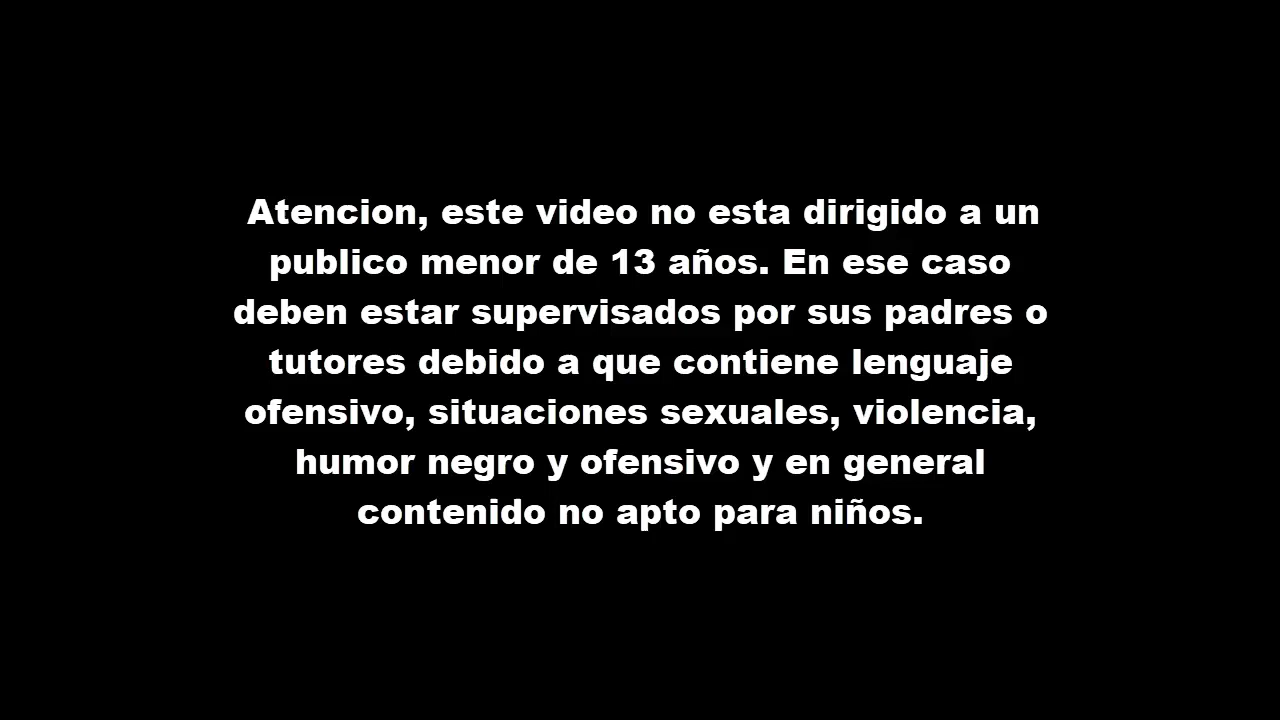 Atencion, este video no esta dirigido a un
publico menor de 13 años. En ese caso
deben estar supervisados por sus padres o
tutores debido a que contiene lenguaje
ofensivo, situaciones sexuales, violencia,
humor negro y ofensivo y en general
contenido no apto para niños.